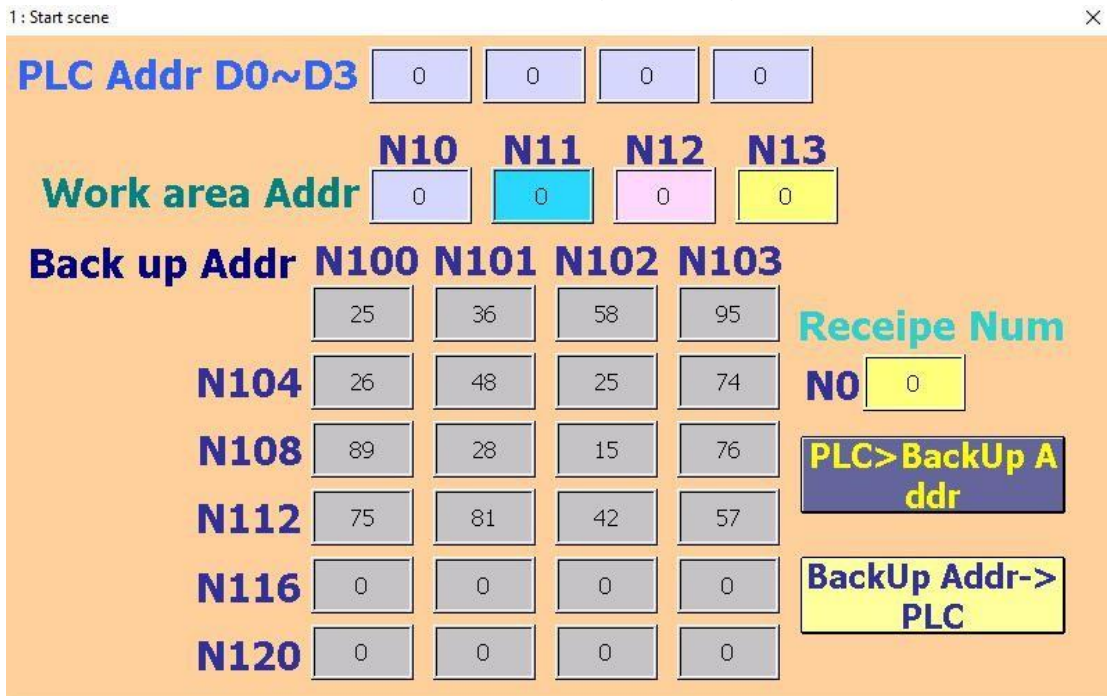 1 : Start scene
PLC Addr D0~D3 0 0 0 0
N10 N11 N12 N13
Work area Addr 0 0 0 0
Back up Addr N100 N101 N102 N103
25 36 58 95
Receipe Num
N104 26 48 25 74
N0 0
N108 89 28 15 76
PLC>BackUp A
ddr
N112 75 81 42 57
N116 0 0 0 0
BackUp Addr->
PLC
N120 0 0 0 0